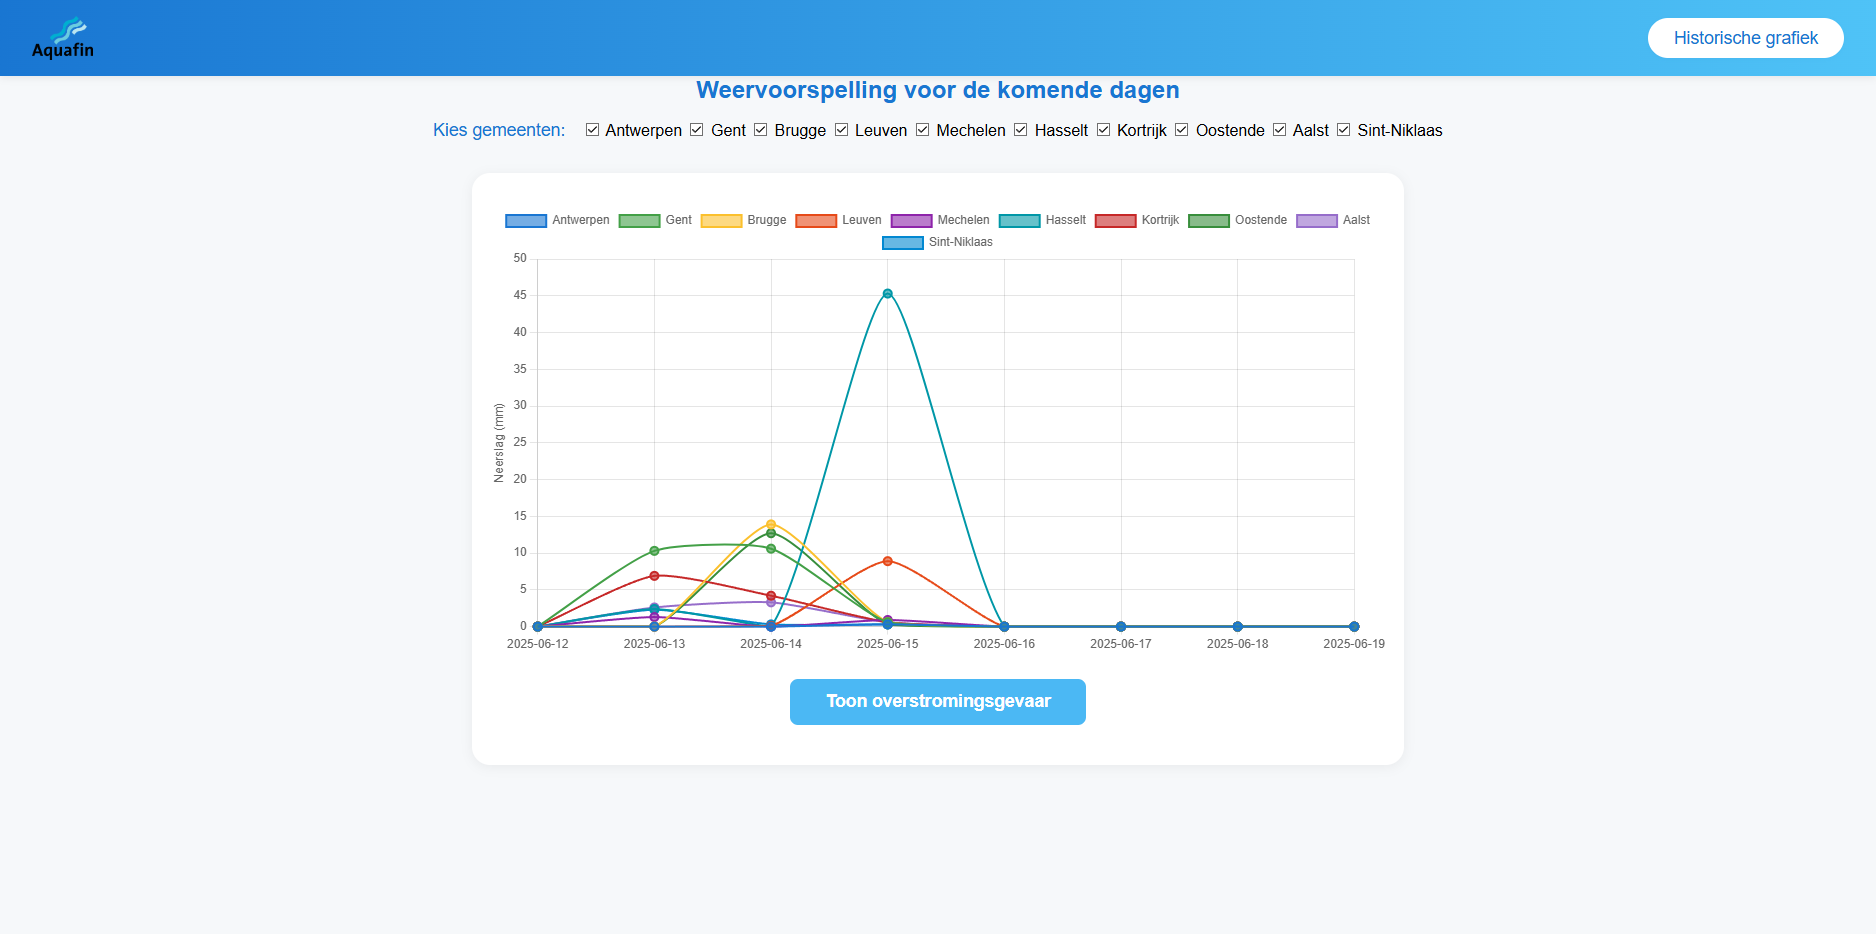 Aquafin
Historische grafiek
Weervoorspelling voor de komende dagen
Kies gemeenten: Antwerpen Gent Brugge Leuven Mechelen Hasselt Kortrijk Oostende Aalst Sint-Niklaas
Antwerpen Gent Brugge Leuven Mechelen Hasselt Kortrijk Oostende Aalst
Sint-Niklaas
50
45
40
35
30
25
20
15
10
5
0
Neerslag (mm)
2025-06-12 2025-06-13 2025-06-14 2025-06-15 2025-06-16 2025-06-17 2025-06-18 2025-06-19
Toon overstromingsgevaar